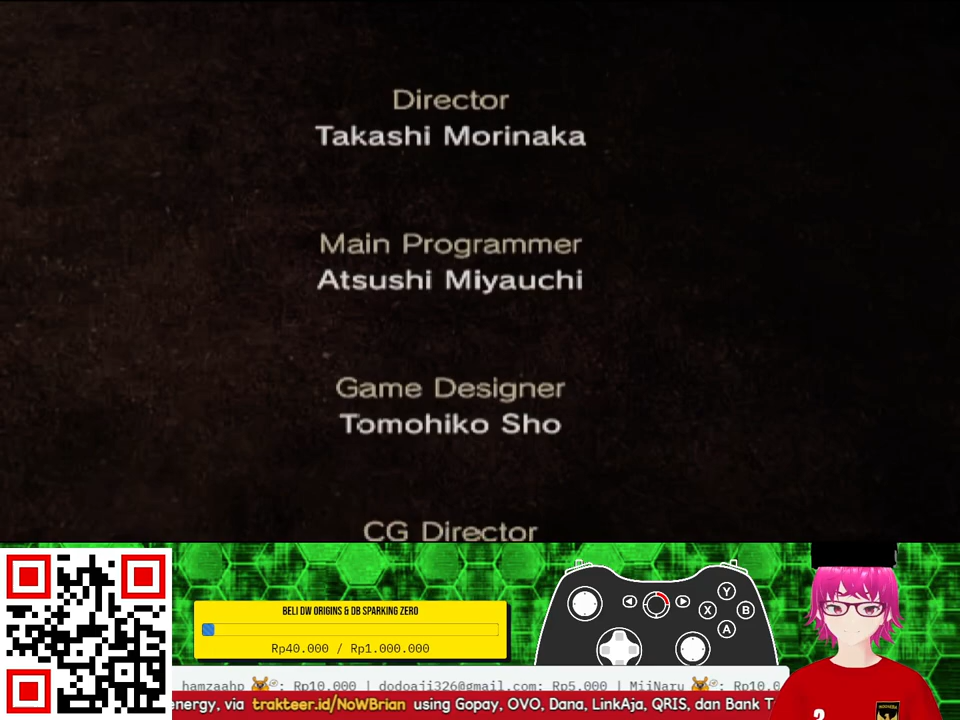 Director
Takashi Morinaka
Main Programmer
Atsushi Miyauchi
Game Designer
Tomohiko Sho
CG Director
BELI DW ORIGINS & DB SPARKING ZERO
Rp40.000 / Rp1.000.000
Y
X
B
A
hamzaahp : Rp10.000 | dodoaji326@gmail.com: Rp5.000 | MiiNaru : Rp10.0
energy, via trakteer.id/NoWBrian using Gopay, OVO, Dana, LinkAja, QRIS, dan Bank T
2